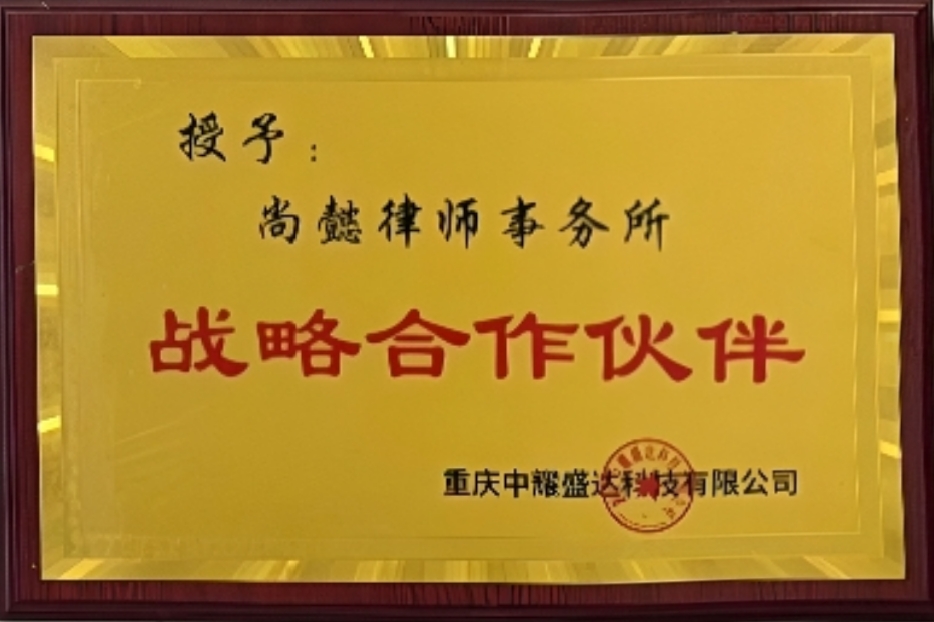 授予：
尚懿律师事务所
战略合作伙伴
重庆中耀盛达科技有限公司